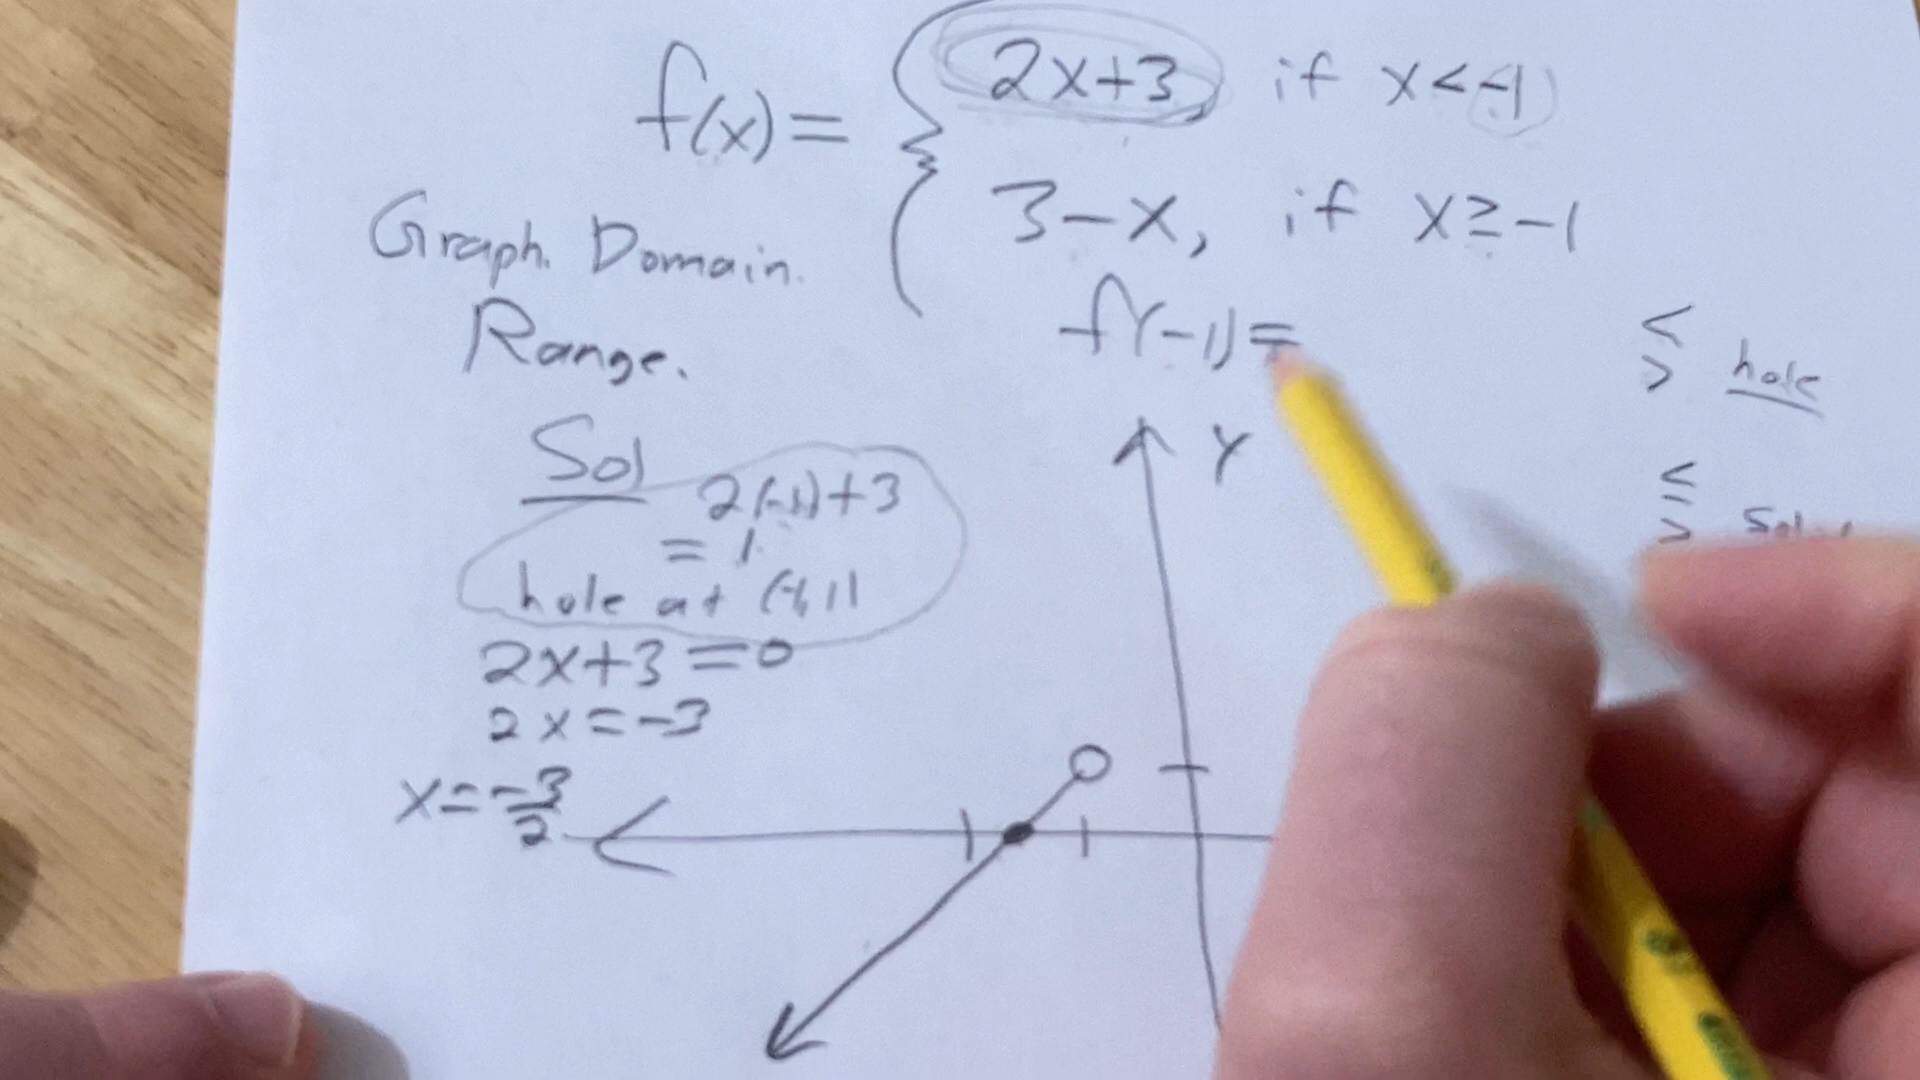 f(x) = { 2x+3 if x < -1
3-x, if x ≥ -1
Graph. Domain.
Range.
f(-1) =
<
> hole
≤
≥
Sol
2(-1)+3
= 1
hole at (-1, 1)
2x+3 = 0
2x = -3
x = -3/2
Y